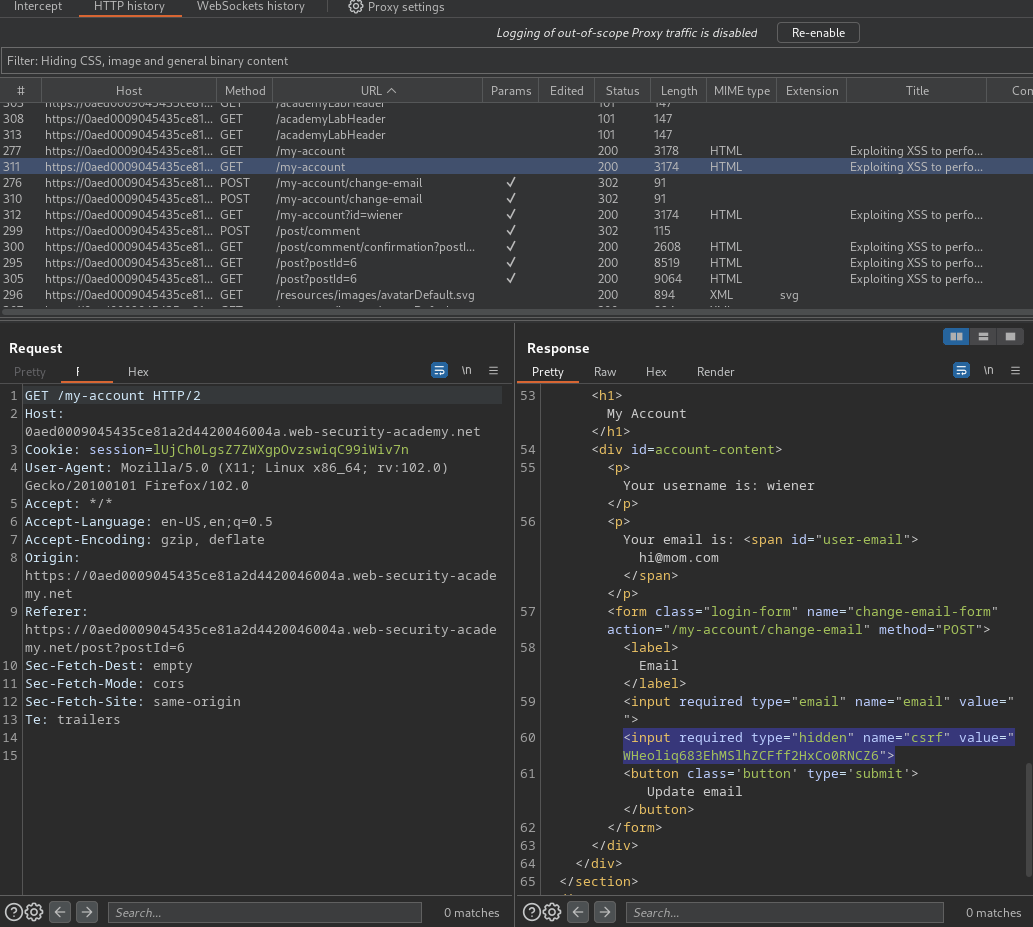 Intercept HTTP history WebSockets history Proxy settings
Logging of out-of-scope Proxy traffic is disabled Re-enable
Filter: Hiding CSS, image and general binary content
# Host Method URL Params Edited Status Length MIME type Extension Title Con
303 https://0aed0009045435ce81... GET /academyLabHeader 101 147
308 https://0aed0009045435ce81... GET /academyLabHeader 101 147
313 https://0aed0009045435ce81... GET /academyLabHeader 101 147
277 https://0aed0009045435ce81... GET /my-account 200 3178 HTML Exploiting XSS to perfo...
311 https://0aed0009045435ce81... GET /my-account 200 3174 HTML Exploiting XSS to perfo...
276 https://0aed0009045435ce81... POST /my-account/change-email ✓ 302 91
310 https://0aed0009045435ce81... POST /my-account/change-email ✓ 302 91
312 https://0aed0009045435ce81... GET /my-account?id=wiener ✓ 200 3174 HTML Exploiting XSS to perfo...
299 https://0aed0009045435ce81... POST /post/comment ✓ 302 115
300 https://0aed0009045435ce81... GET /post/comment/confirmation?postI... ✓ 200 2608 HTML Exploiting XSS to perfo...
295 https://0aed0009045435ce81... GET /post?postId=6 ✓ 200 8519 HTML Exploiting XSS to perfo...
305 https://0aed0009045435ce81... GET /post?postId=6 ✓ 200 9064 HTML Exploiting XSS to perfo...
296 https://0aed0009045435ce81... GET /resources/images/avatarDefault.svg 200 894 XML svg
Request
Pretty Hex \n
1 GET /my-account HTTP/2
2 Host:
0aed0009045435ce81a2d4420046004a.web-security-academy.net
3 Cookie: session=lUjCh0LgsZ7ZWXgpOvzswiqC99iWiv7n
4 User-Agent: Mozilla/5.0 (X11; Linux x86_64; rv:102.0)
Gecko/20100101 Firefox/102.0
5 Accept: */*
6 Accept-Language: en-US,en;q=0.5
7 Accept-Encoding: gzip, deflate
8 Origin:
https://0aed0009045435ce81a2d4420046004a.web-security-acade
my.net
9 Referer:
https://0aed0009045435ce81a2d4420046004a.web-security-acade
my.net/post?postId=6
10 Sec-Fetch-Dest: empty
11 Sec-Fetch-Mode: cors
12 Sec-Fetch-Site: same-origin
13 Te: trailers
14
15
Search... 0 matches
Response
Pretty Raw Hex Render \n
53 <h1>
My Account
</h1>
54 <div id=account-content>
55 <p>
Your username is: wiener
</p>
56 <p>
Your email is: <span id="user-email">
hi@mom.com
</span>
</p>
57 <form class="login-form" name="change-email-form"
action="/my-account/change-email" method="POST">
58 <label>
Email
</label>
59 <input required type="email" name="email" value="
">
60 <input required type="hidden" name="csrf" value="
WHeoliq683EhMSlhZCFff2HxCo0RNCZ6">
61 <button class='button' type='submit'>
Update email
</button>
62 </form>
63 </div>
64 </div>
65 </section>
Search... 0 matches